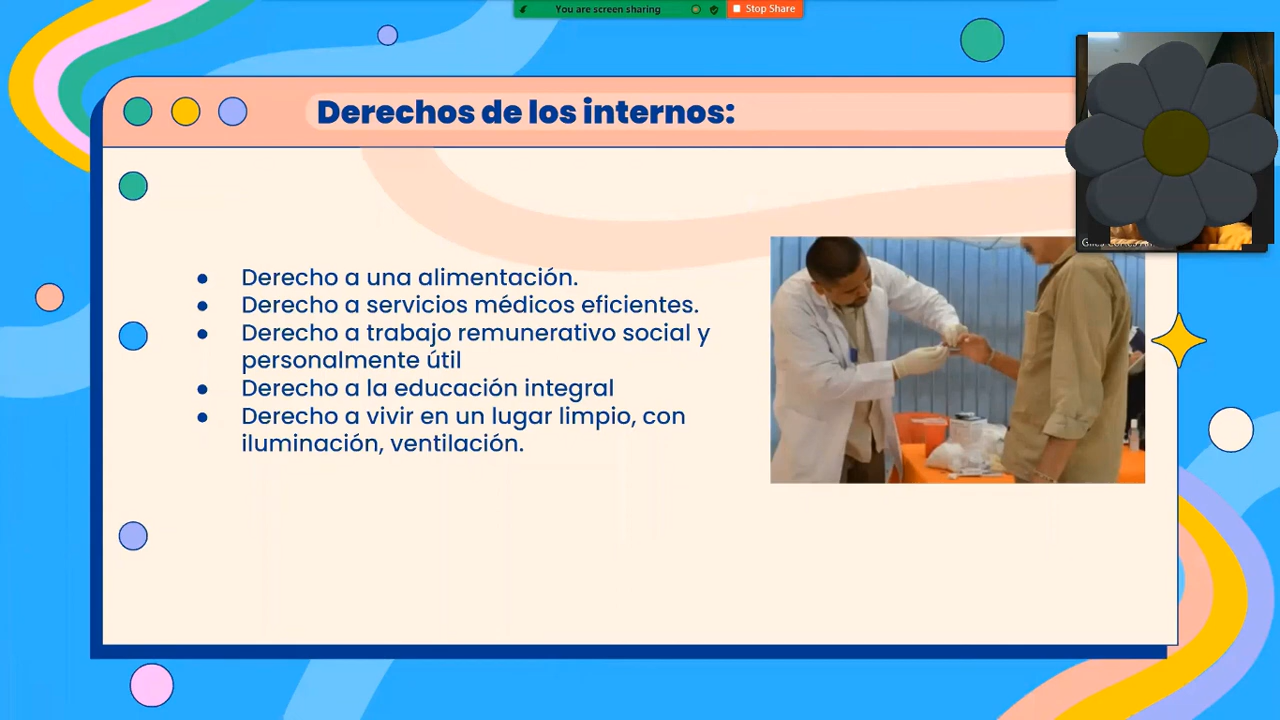 You are screen sharing
Stop Share
Derechos de los internos:
● Derecho a una alimentación.
● Derecho a servicios médicos eficientes.
● Derecho a trabajo remunerativo social y
personalmente útil
● Derecho a la educación integral
● Derecho a vivir en un lugar limpio, con
iluminación, ventilación.